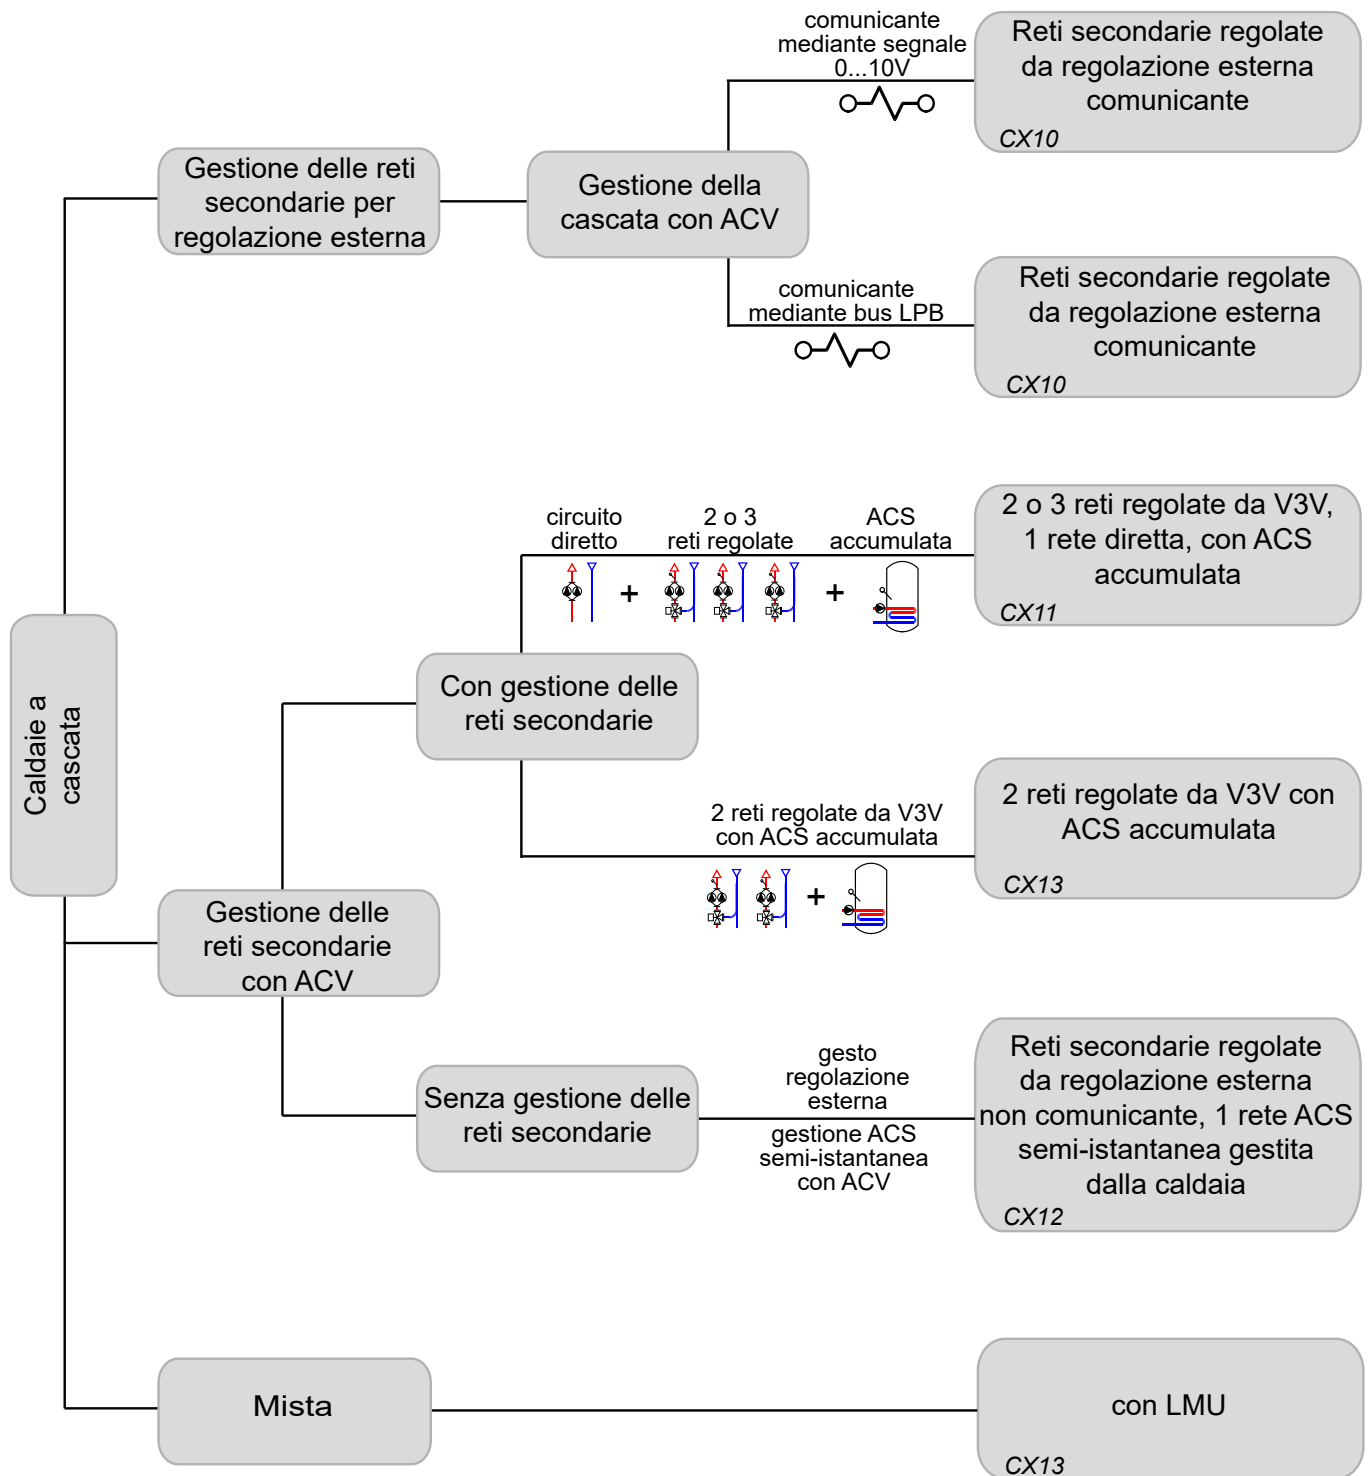 comunicante
mediante segnale
0...10V
Reti secondarie regolate
da regolazione esterna
comunicante
CX10
Gestione delle reti
secondarie per
regolazione esterna
Gestione della
cascata con ACV
comunicante
mediante bus LPB
Reti secondarie regolate
da regolazione esterna
comunicante
CX10
circuito
diretto
+
2 o 3
reti regolate
+
ACS
accumulata
2 o 3 reti regolate da V3V,
1 rete diretta, con ACS
accumulata
CX11
Con gestione delle
reti secondarie
Caldaie a
cascata
2 reti regolate da V3V
con ACS accumulata
+
2 reti regolate da V3V con
ACS accumulata
CX13
Gestione delle
reti secondarie
con ACV
Senza gestione delle
reti secondarie
gesto
regolazione
esterna
gestione ACS
semi-istantanea
con ACV
Reti secondarie regolate
da regolazione esterna
non comunicante, 1 rete ACS
semi-istantanea gestita
dalla caldaia
CX12
Mista
con LMU
CX13